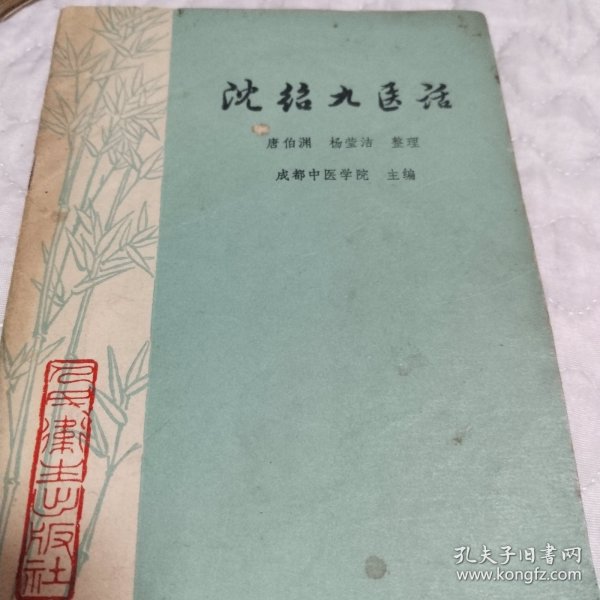 沈绍九医话
唐伯渊 杨莹洁 整理
成都中医学院 主编
人民卫生出版社
孔夫子旧书网
www.kongfz.com